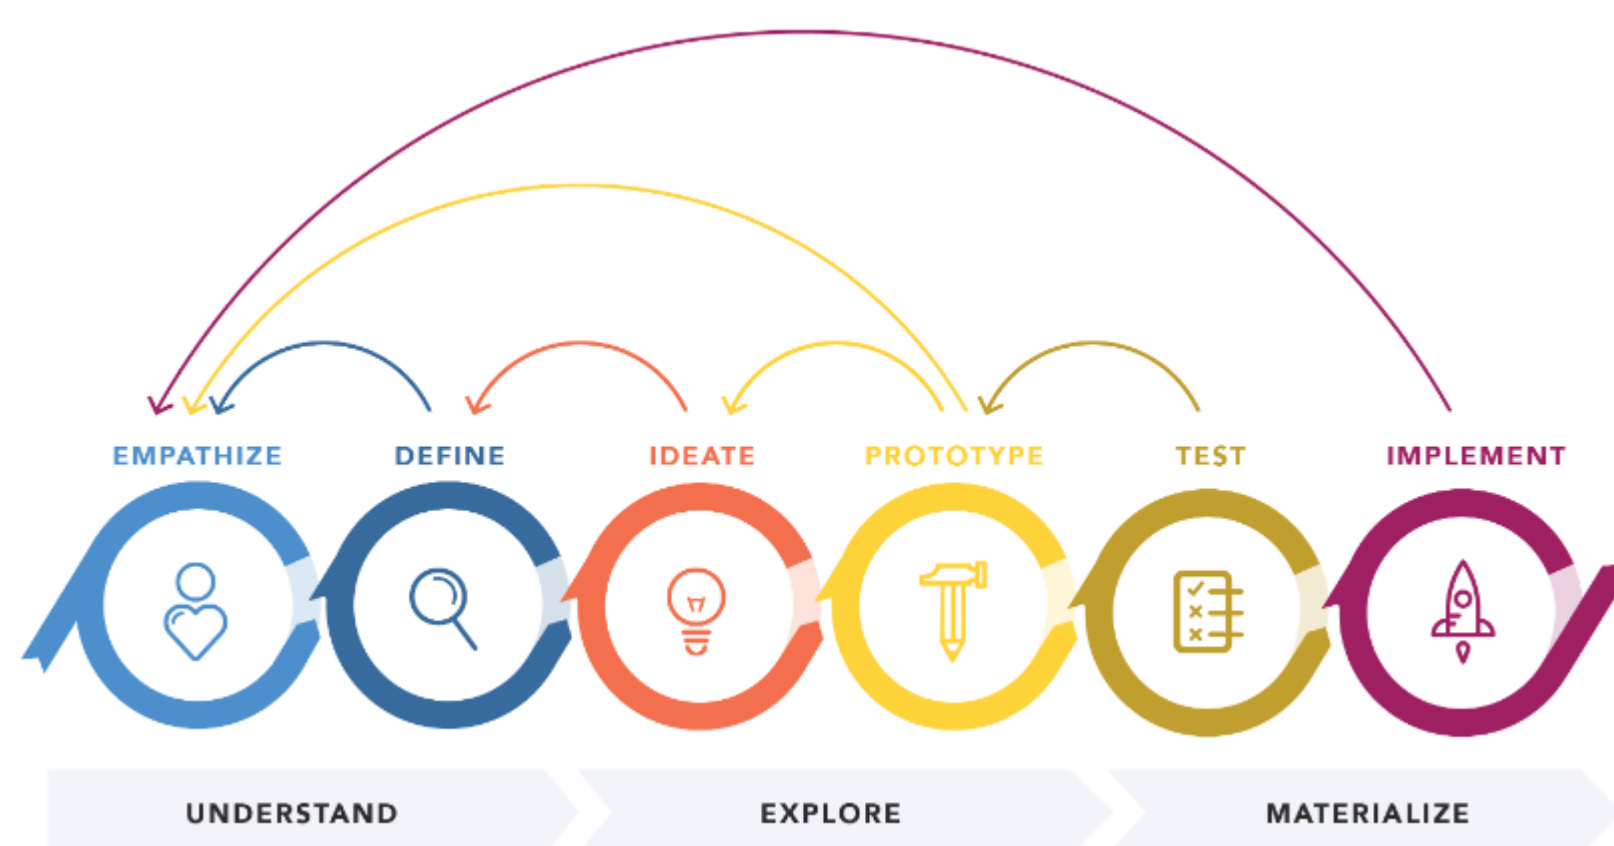 EMPATHIZE
DEFINE
IDEATE
PROTOTYPE
TEST
IMPLEMENT
UNDERSTAND
EXPLORE
MATERIALIZE